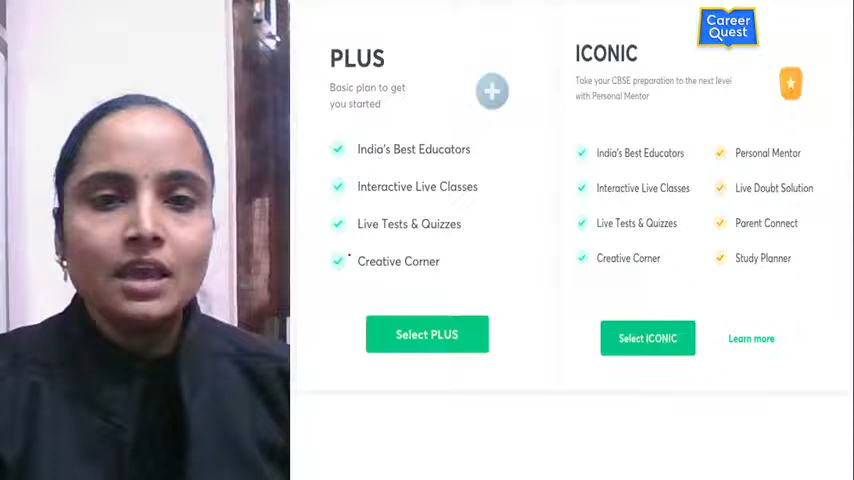 Career
Quest
PLUS
Basic plan to get
you started
India's Best Educators
Interactive Live Classes
Live Tests & Quizzes
Creative Corner
Select PLUS
ICONIC
Take your CBSE preparation to the next level
with Personal Mentor
India's Best Educators
Interactive Live Classes
Live Tests & Quizzes
Creative Corner
Personal Mentor
Live Doubt Solution
Parent Connect
Study Planner
Select ICONIC
Learn more